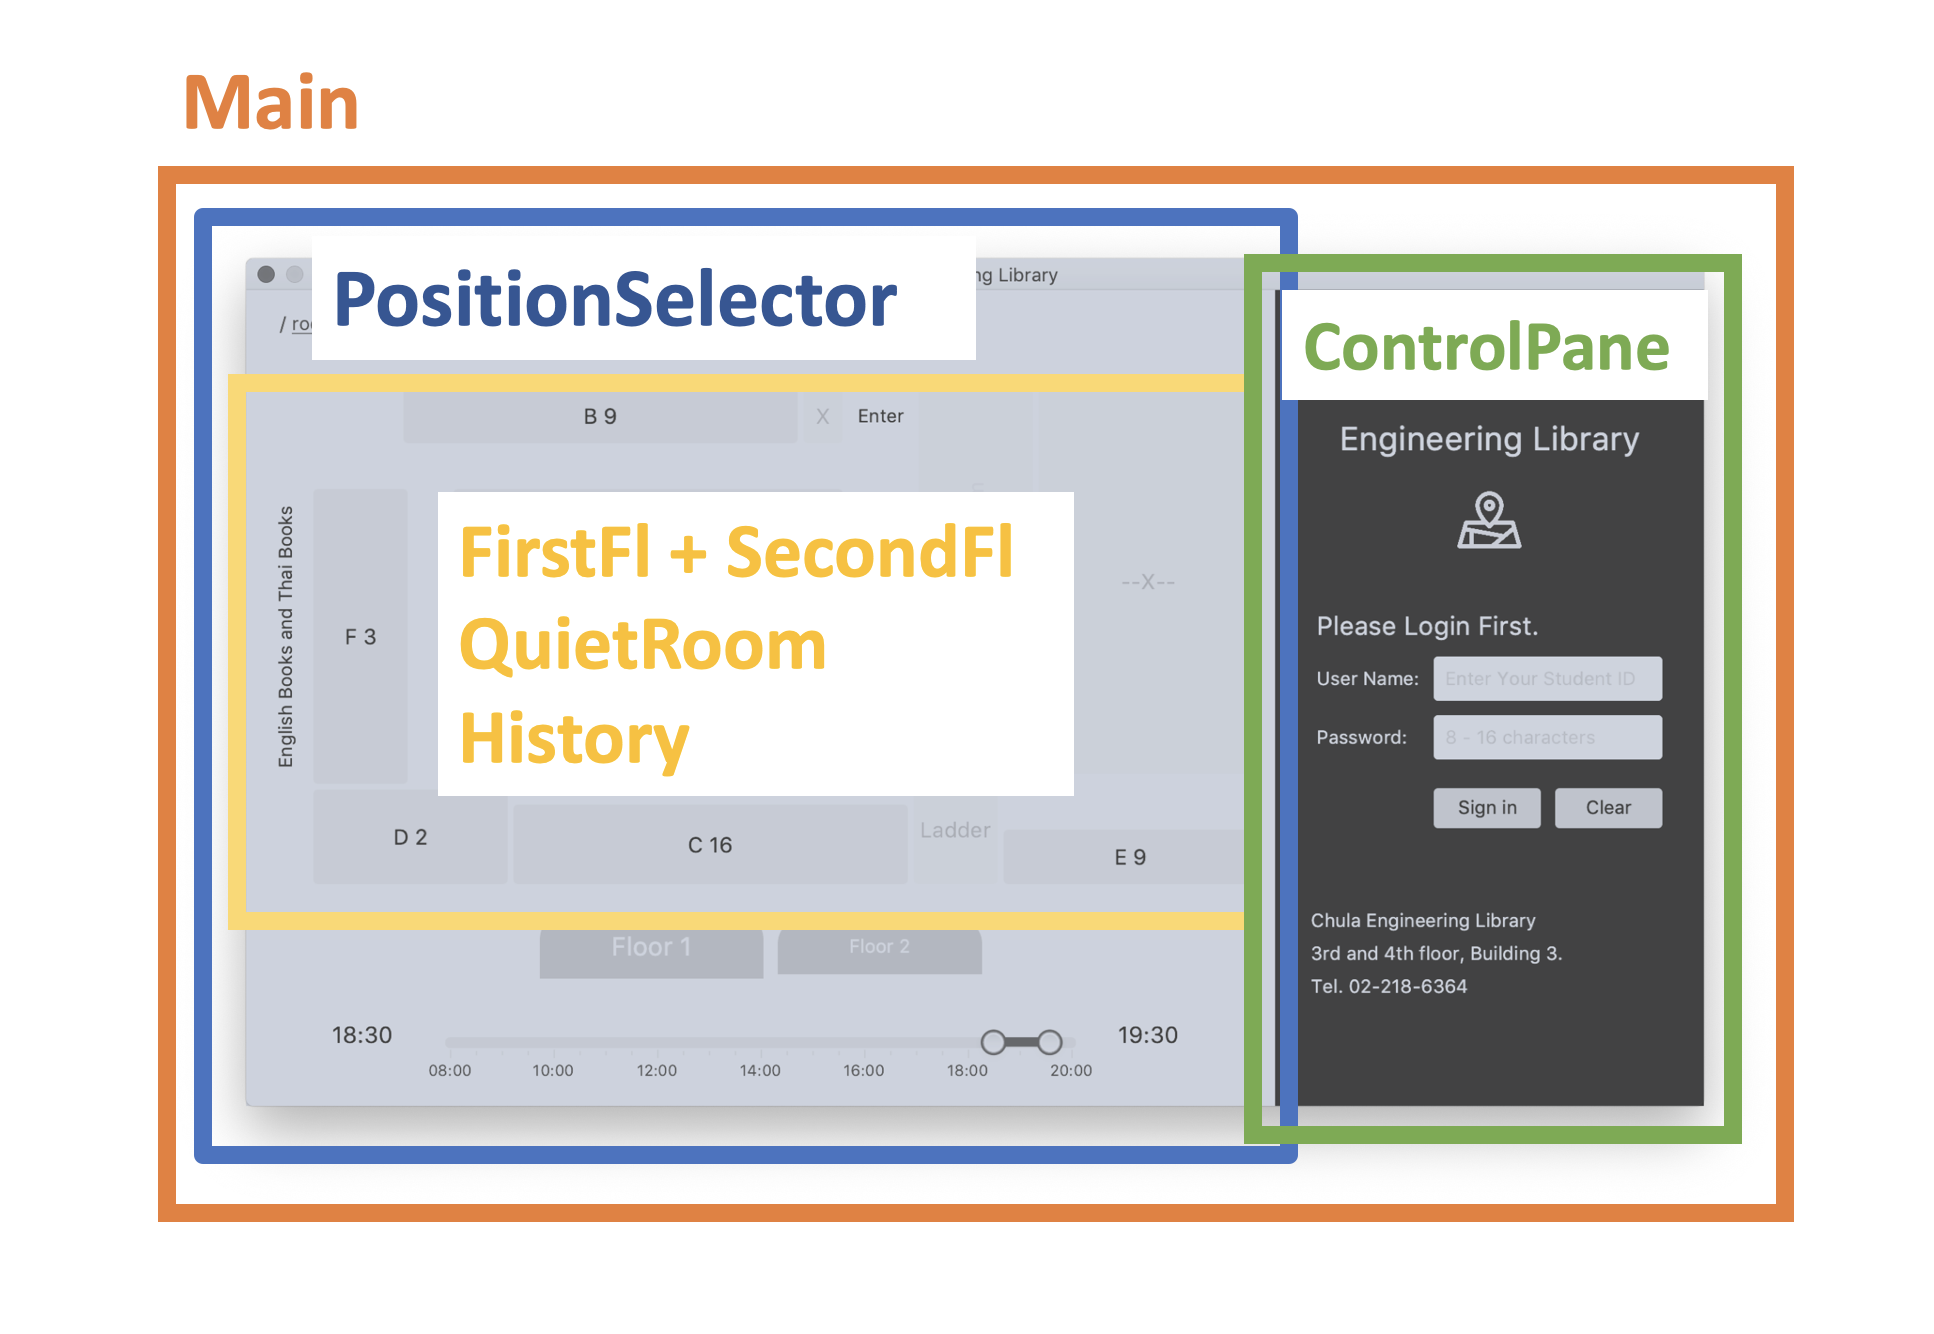 Main
PositionSelector
Library
/
ControlPane
B 9
X
Enter
Engineering Library
English Books and Thai Books
F 3
FirstFl + SecondFl
QuietRoom
History
--X--
Please Login First.
User Name:
Enter Your Student ID
Password:
8 - 16 characters
Sign in
Clear
D 2
C 16
Ladder
E 9
Floor 1
Floor 2
Chula Engineering Library
3rd and 4th floor, Building 3.
Tel. 02-218-6364
18:30
19:30
08:00
10:00
12:00
14:00
16:00
18:00
20:00